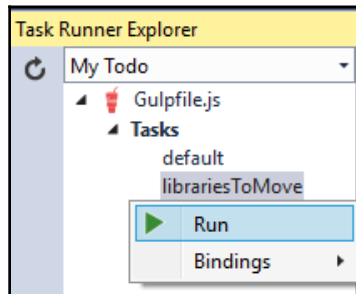 Task Runner Explorer
My Todo
Gulpfile.js
Tasks
default
librariesToMove
Run
Bindings